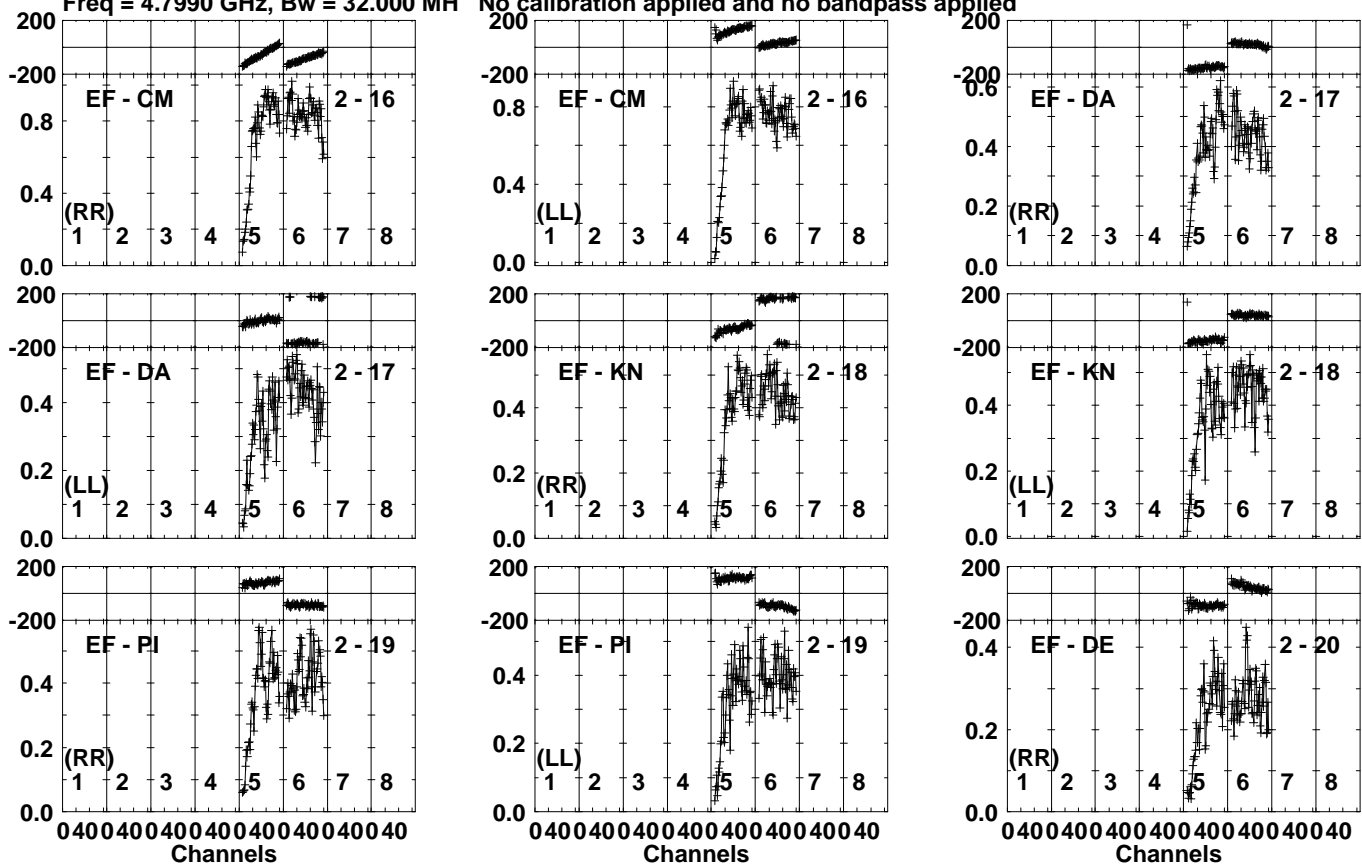 Freq = 4.7990 GHz, Bw = 32.000 MH No calibration applied and no bandpass applied
200 200 200
-200 -200 -200
EF - CM 2 - 16 EF - CM 2 - 16 0.6 EF - DA 2 - 17
0.8 0.8
0.4
0.4 0.4
0.2
(RR) (LL) (RR)
1 2 3 4 5 6 7 8 1 2 3 4 5 6 7 8 1 2 3 4 5 6 7 8
0.0 0.0 0.0
200 200 200
-200 -200 -200
EF - DA 2 - 17 EF - KN 2 - 18 EF - KN 2 - 18
0.4 0.4 0.4
0.2 0.2 0.2
(LL) (RR) (LL)
1 2 3 4 5 6 7 8 1 2 3 4 5 6 7 8 1 2 3 4 5 6 7 8
0.0 0.0 0.0
200 200 200
-200 -200 -200
EF - PI 2 - 19 EF - PI 2 - 19 0.4 EF - DE 2 - 20
0.4 0.4
0.2 0.2 0.2
(RR) (LL) (RR)
1 2 3 4 5 6 7 8 1 2 3 4 5 6 7 8 1 2 3 4 5 6 7 8
0.0 0.0 0.0
0 40 0 40 0 40 0 40 0 40 0 40 0 40 0 40 0 40 0 40 0 40 0 40 0 40 0 40 0 40 0 40 0 40 0 40 0 40 0 40 0 40 0 40 0 40 0 40
Channels Channels Channels